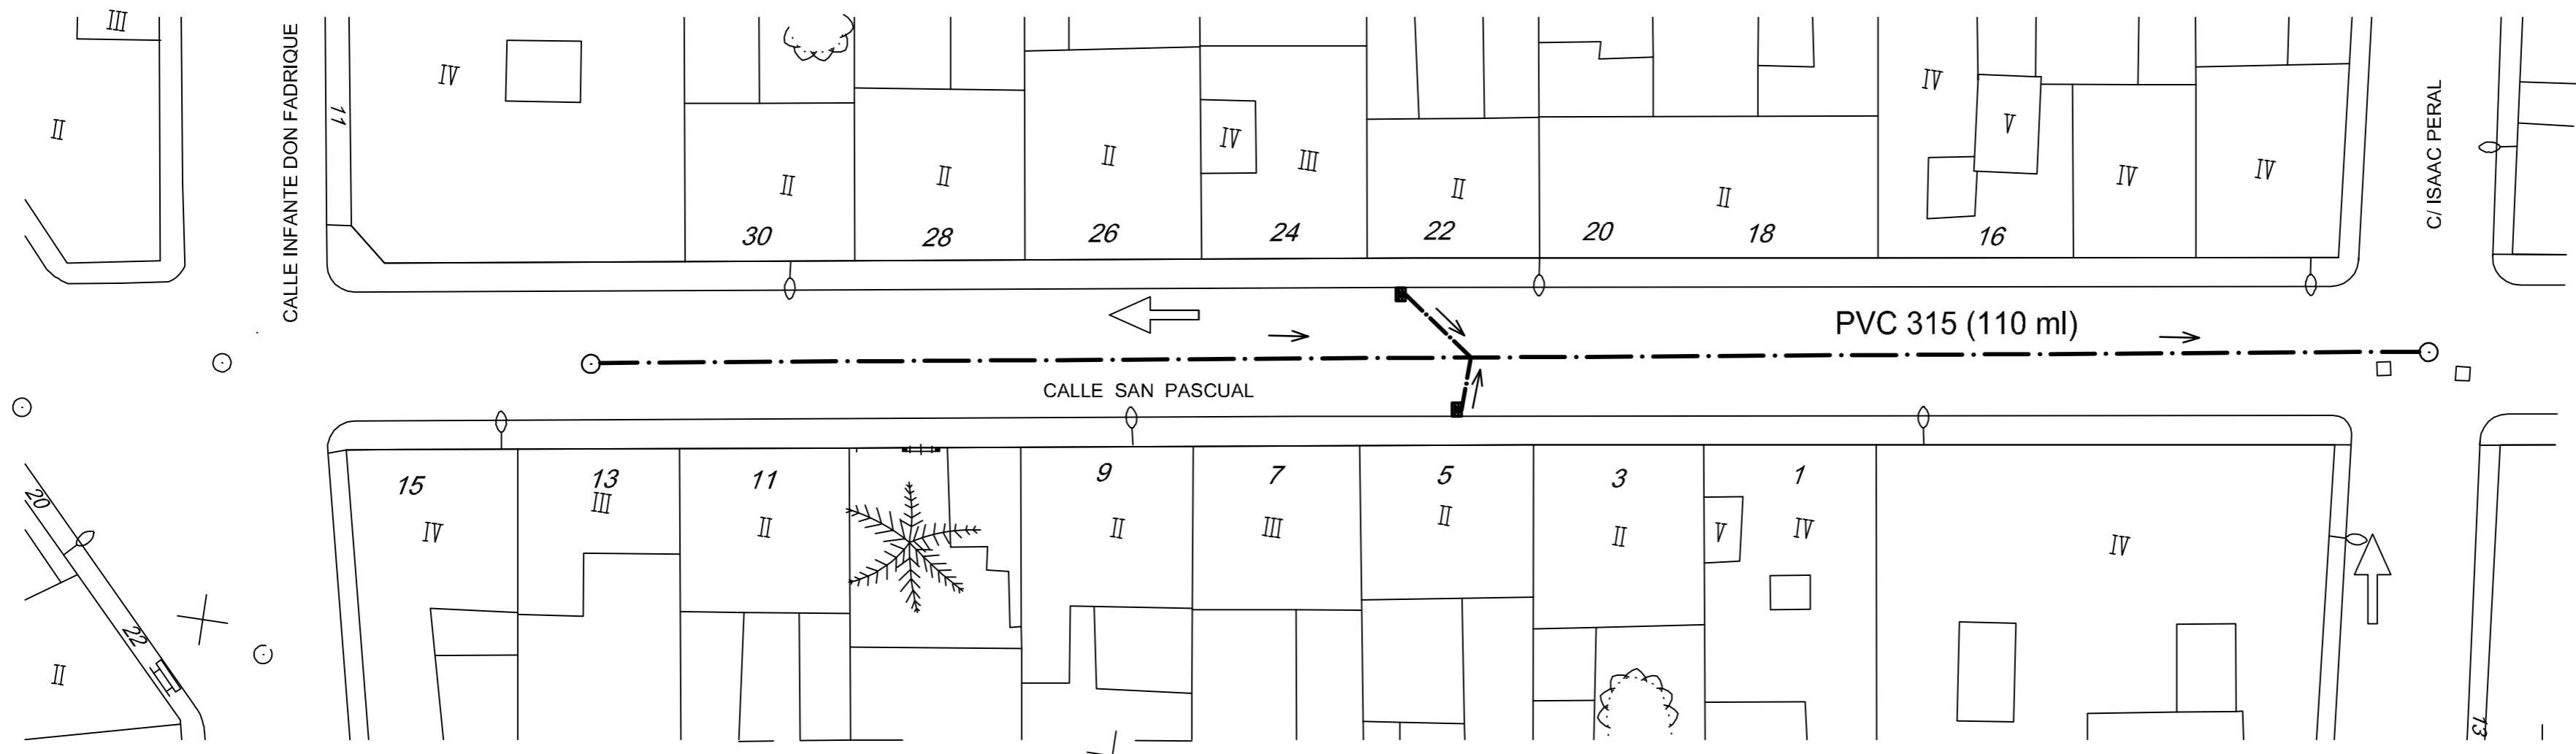 III
II
CALLE INFANTE DON FADRIQUE
11
IV
II
30
II
28
II
26
IV
III
24
II
22
II
20
18
IV
V
16
IV
IV
C/ ISAAC PERAL
PVC 315 (110 ml)
CALLE SAN PASCUAL
15
IV
13
III
11
II
9
II
7
III
5
II
3
II
1
V
IV
IV
20
22
II
13